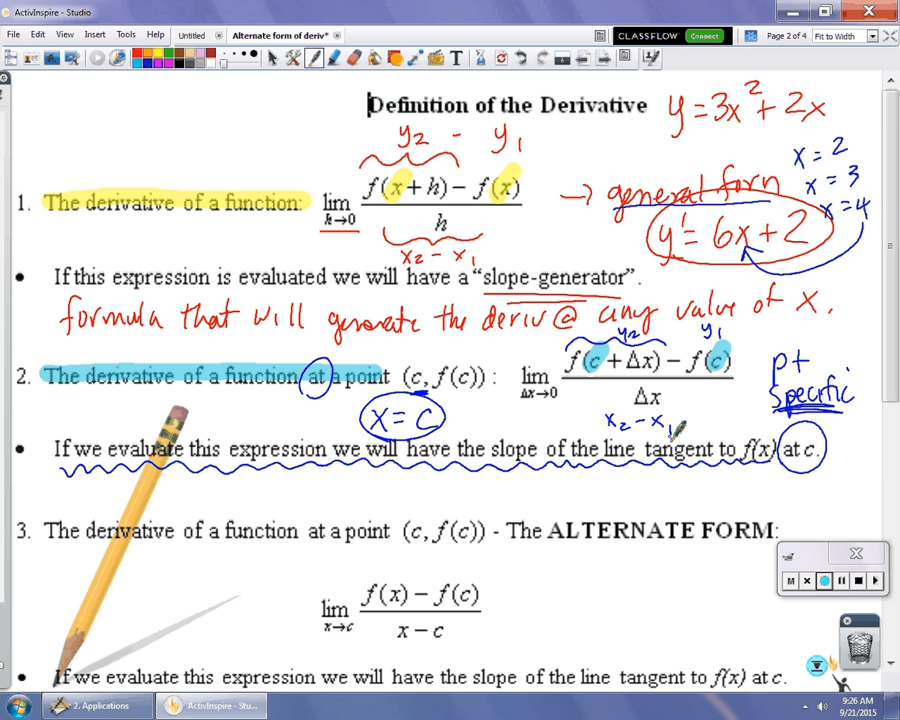 ActivInspire - Studio
File Edit View Insert Tools Help
Untitled
Alternate form of deriv*
CLASSFLOW Connect
Page 2 of 4
Fit to Width
Definition of the Derivative
y = 3x² + 2x
y₂ - y₁
x = 2
x = 3
x = 4
1. The derivative of a function: lim h→0 (f(x + h) − f(x)) / h → general form
y' = 6x + 2
x₂ - x₁
• If this expression is evaluated we will have a “slope-generator”.
formula that will generate the deriv @ any value of x.
y₂ y₁
2. The derivative of a function at a point (c, f(c)) : lim Δx→0 (f(c + Δx) − f(c)) / Δx
pt
specific
x = c
x₂ - x₁
• If we evaluate this expression we will have the slope of the line tangent to f(x) at c.
3. The derivative of a function at a point (c, f(c)) - The ALTERNATE FORM:
lim x→c (f(x) − f(c)) / (x − c)
• If we evaluate this expression we will have the slope of the line tangent to f(x) at c.
2. Applications
ActivInspire - Stu...
9:26 AM
9/21/2015